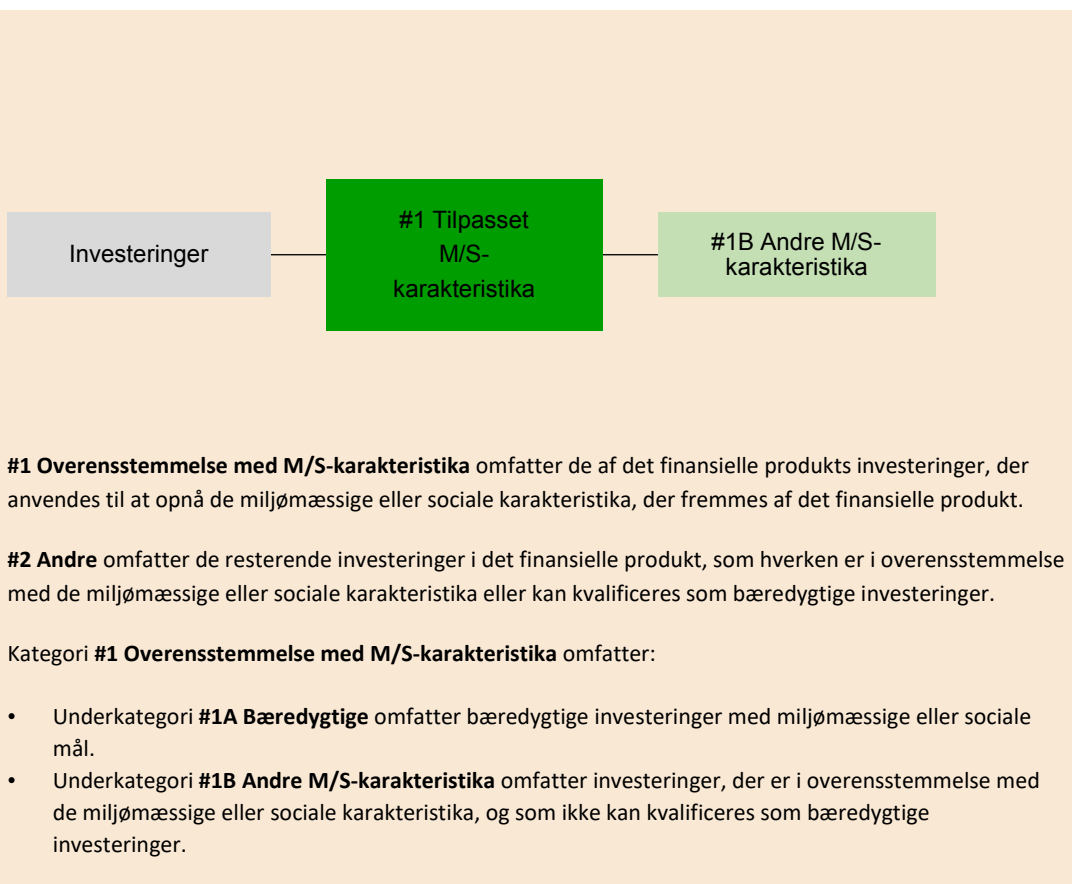 Investeringer
#1 Tilpasset
M/S-
karakteristika
#1B Andre M/S-
karakteristika
#1 Overensstemmelse med M/S-karakteristika omfatter de af det finansielle produkts investeringer, der
anvendes til at opnå de miljømæssige eller sociale karakteristika, der fremmes af det finansielle produkt.
#2 Andre omfatter de resterende investeringer i det finansielle produkt, som hverken er i overensstemmelse
med de miljømæssige eller sociale karakteristika eller kan kvalificeres som bæredygtige investeringer.
Kategori #1 Overensstemmelse med M/S-karakteristika omfatter:
• Underkategori #1A Bæredygtige omfatter bæredygtige investeringer med miljømæssige eller sociale
mål.
• Underkategori #1B Andre M/S-karakteristika omfatter investeringer, der er i overensstemmelse med
de miljømæssige eller sociale karakteristika, og som ikke kan kvalificeres som bæredygtige
investeringer.